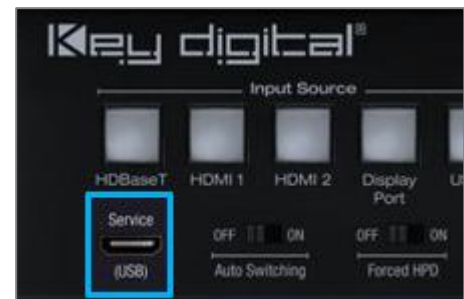 Key digital®
Input Source
HDBaseT HDMI 1 HDMI 2 Display Port
Service (USB)
OFF ON
Auto Switching
OFF ON
Forced HPD